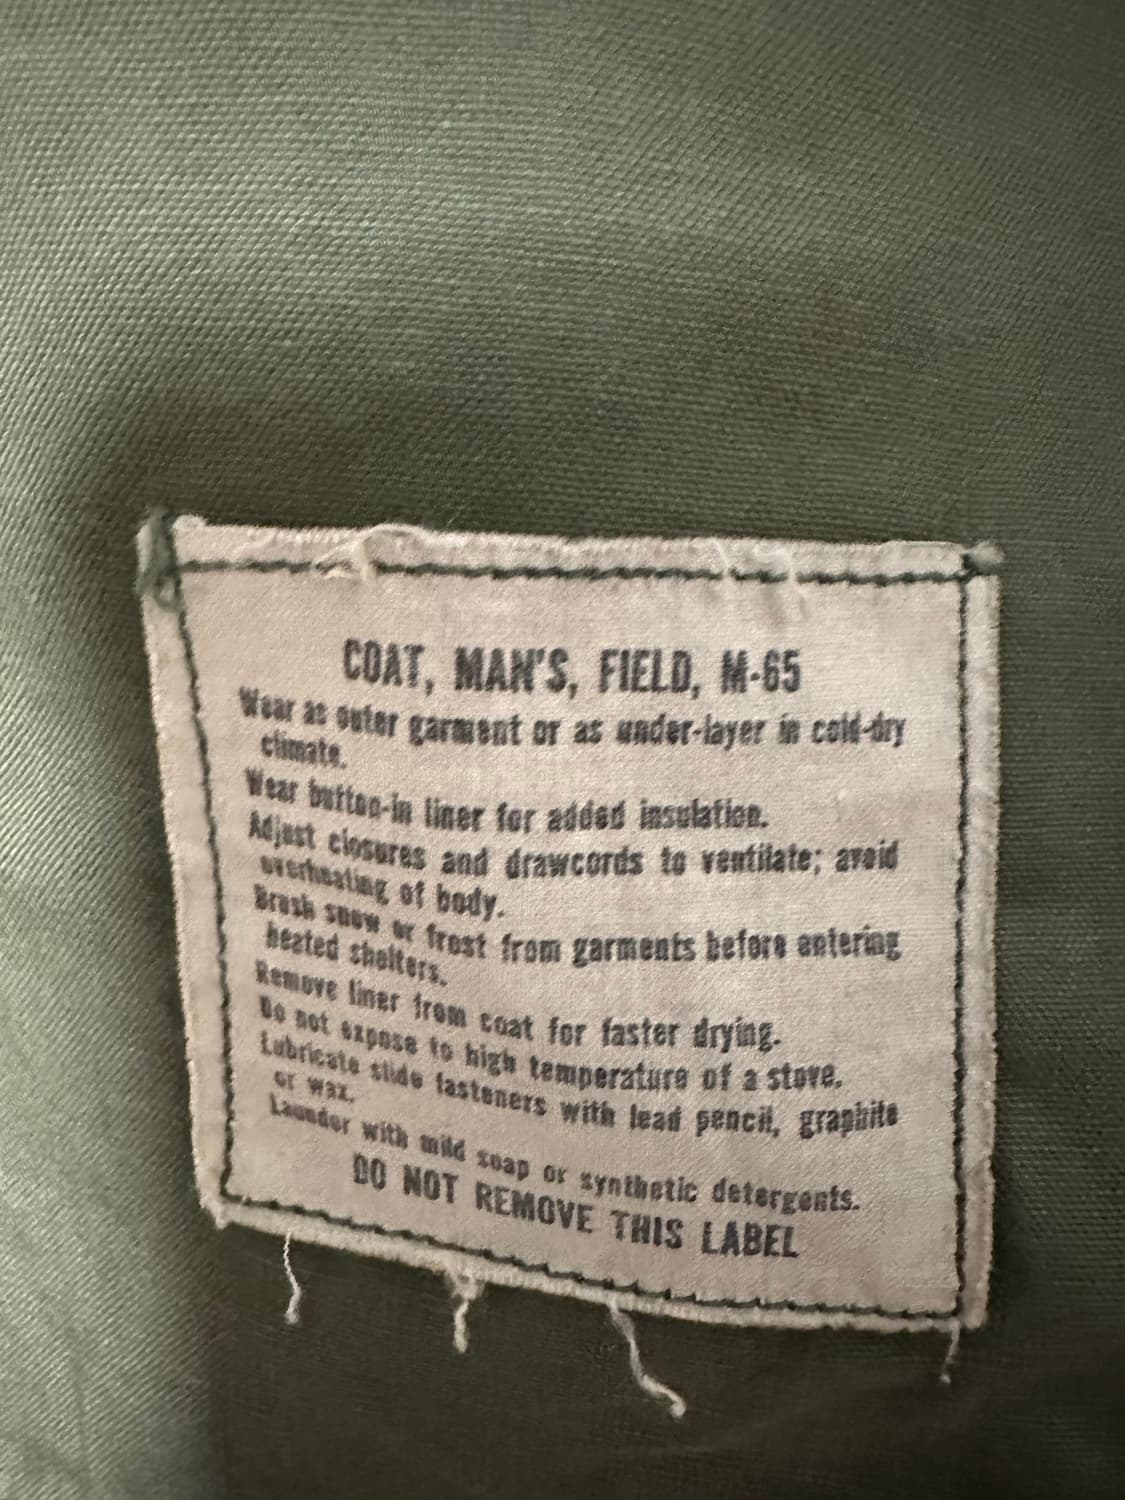 COAT, MAN'S, FIELD, M-65
Wear as outer garment or as under-layer in cold-dry
climate.
Wear button-in liner for added insulation.
Adjust closures and drawcords to ventilate; avoid
overheating of body.
Brush snow or frost from garments before entering
heated shelters.
Remove liner from coat for faster drying.
Do not expose to high temperature of a stove.
Lubricate slide fasteners with lead pencil, graphite
or wax.
Launder with mild soap or synthetic detergents.
DO NOT REMOVE THIS LABEL